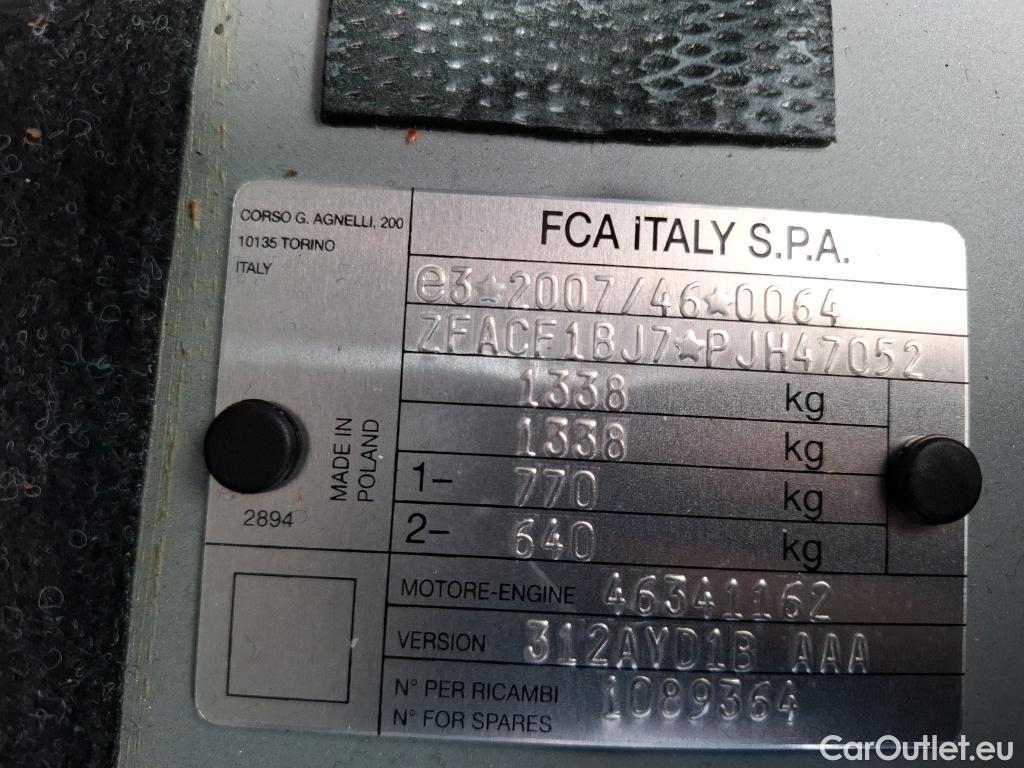 CORSO G. AGNELLI, 200
10135 TORINO
ITALY
FCA iTALY S.P.A.
e3☆2007/46☆0064
ZFACF1BJ7☆PJH47052
1338 kg
1338 kg
1– 770 kg
2– 640 kg
MADE IN
POLAND
2894
MOTORE-ENGINE 46341162
VERSION 312AYD1B AAA
N° PER RICAMBI
N° FOR SPARES
1089364
CarOutlet.eu